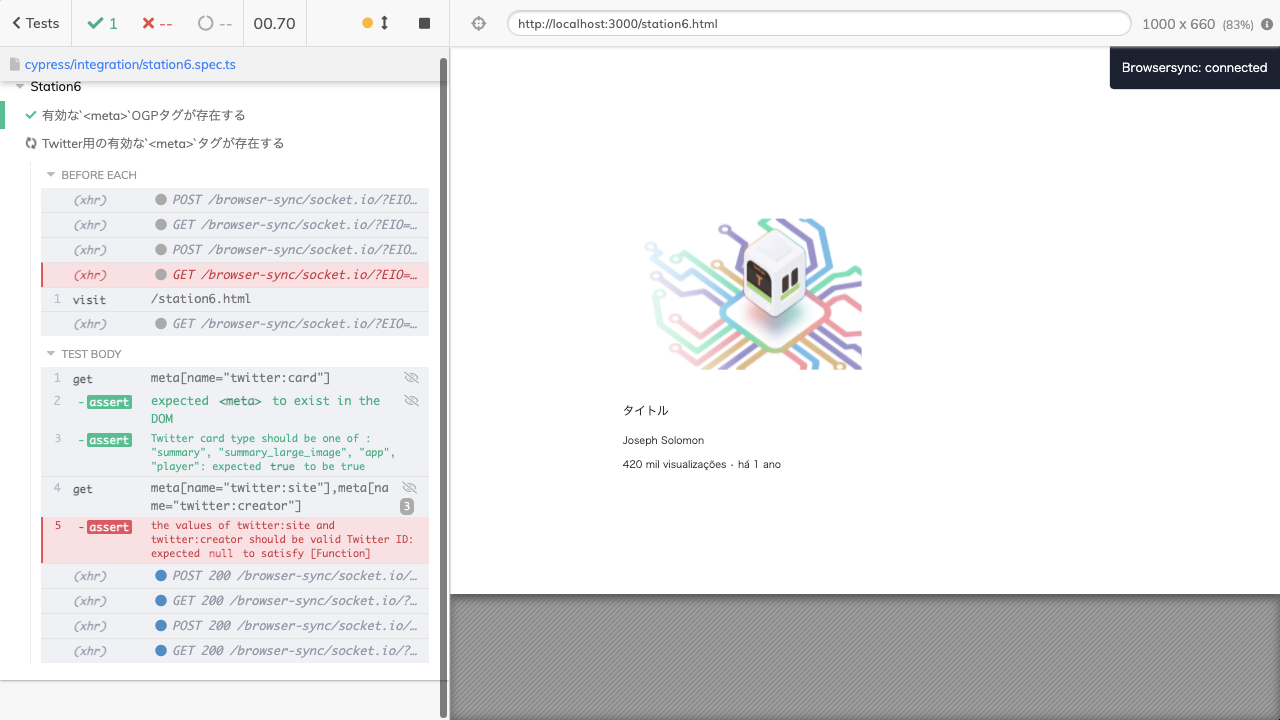 Tests
1
--
--
00.70
http://localhost:3000/station6.html
1000 x 660 (83%)
cypress/integration/station6.spec.ts
Browsersync: connected
Station6
有効な`<meta>`OGPタグが存在する
Twitter用の有効な`<meta>`タグが存在する
BEFORE EACH
(xhr) POST /browser-sync/socket.io/?EIO…
(xhr) GET /browser-sync/socket.io/?EIO=…
(xhr) POST /browser-sync/socket.io/?EIO…
(xhr) GET /browser-sync/socket.io/?EIO=…
1 visit /station6.html
(xhr) GET /browser-sync/socket.io/?EIO=…
TEST BODY
1 get meta[name="twitter:card"]
2 -assert expected <meta> to exist in the
DOM
3 -assert Twitter card type should be one of :
"summary", "summary_large_image", "app",
"player": expected true to be true
4 get meta[name="twitter:site"],meta[na
me="twitter:creator"] 3
5 -assert the values of twitter:site and
twitter:creator should be valid Twitter ID:
expected null to satisfy [Function]
(xhr) POST 200 /browser-sync/socket.io/…
(xhr) GET 200 /browser-sync/socket.io/?…
(xhr) POST 200 /browser-sync/socket.io/…
(xhr) GET 200 /browser-sync/socket.io/?…
T
タイトル
Joseph Solomon
420 mil visualizações · há 1 ano